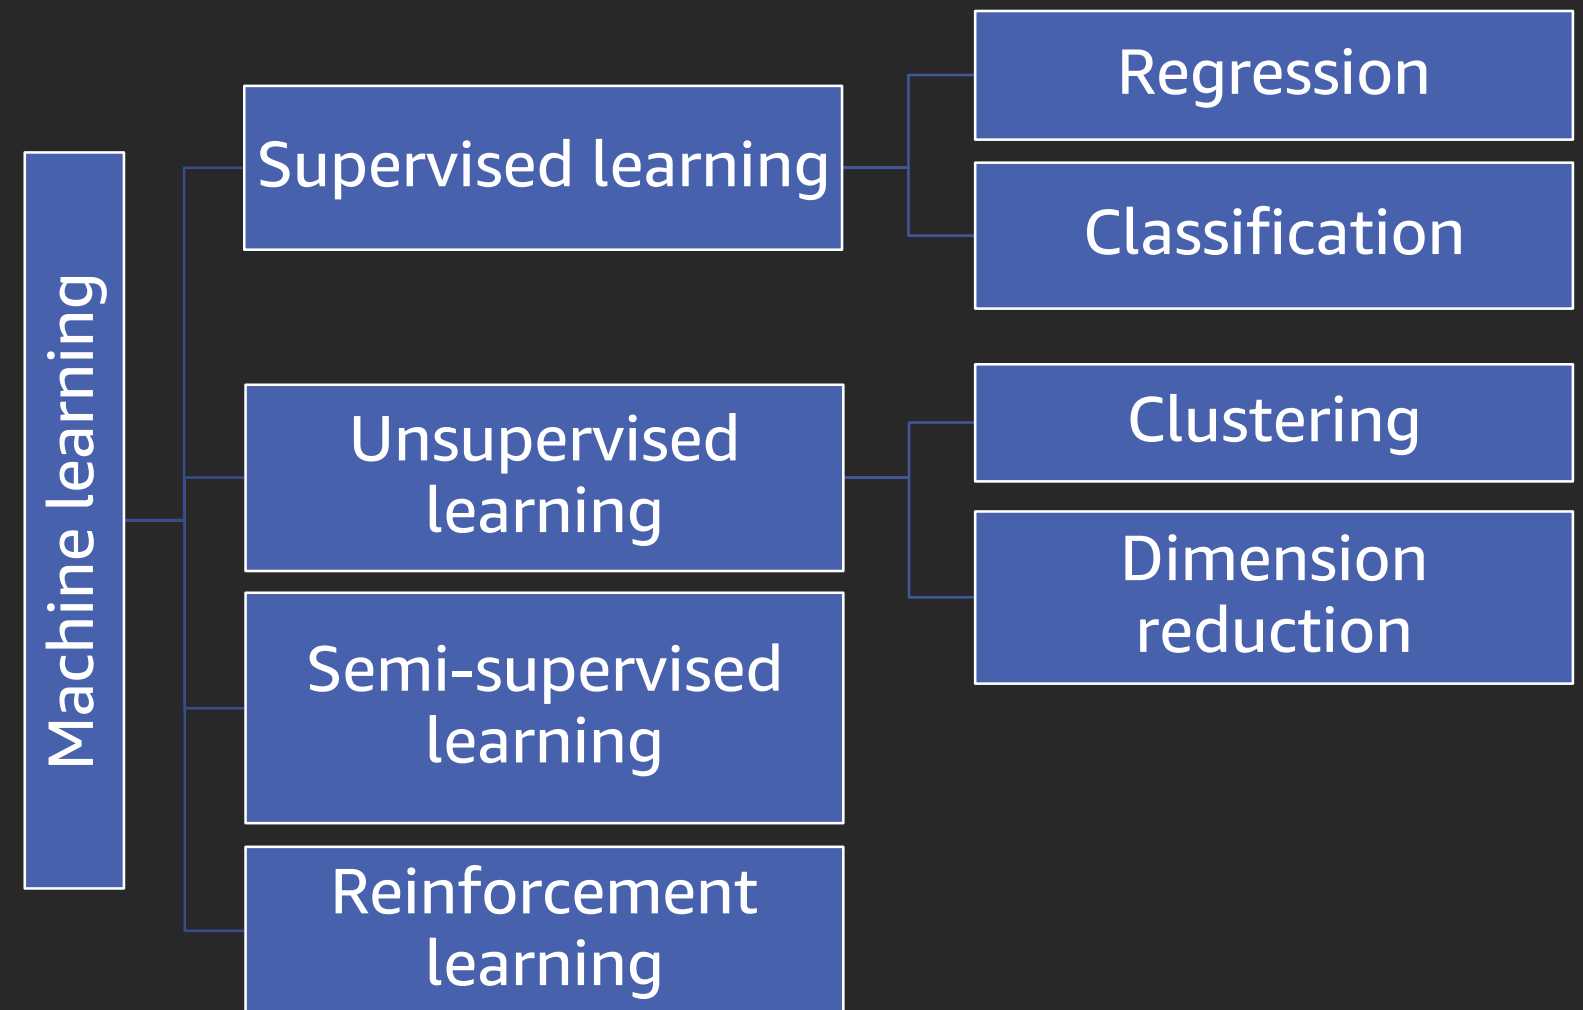 Machine learning
Supervised learning
Regression
Classification
Unsupervised
learning
Clustering
Dimension
reduction
Semi-supervised
learning
Reinforcement
learning